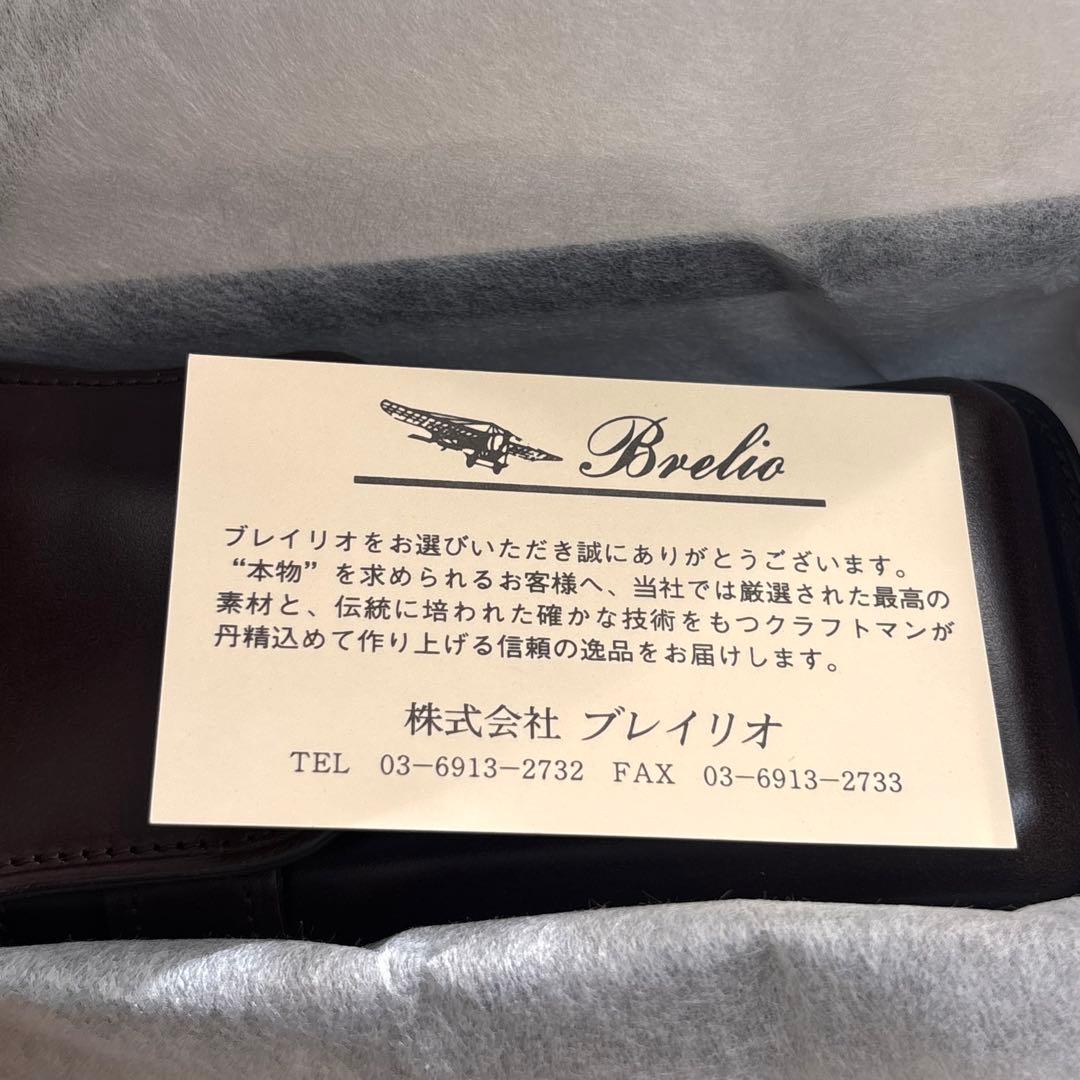 Brelio
ブレイリオをお選びいただき誠にありがとうございます。
“本物”を求められるお客様へ、当社では厳選された最高の
素材と、伝統に培われた確かな技術をもつクラフトマンが
丹精込めて作り上げる信頼の逸品をお届けします。
株式会社 ブレイリオ
TEL 03-6913-2732 FAX 03-6913-2733